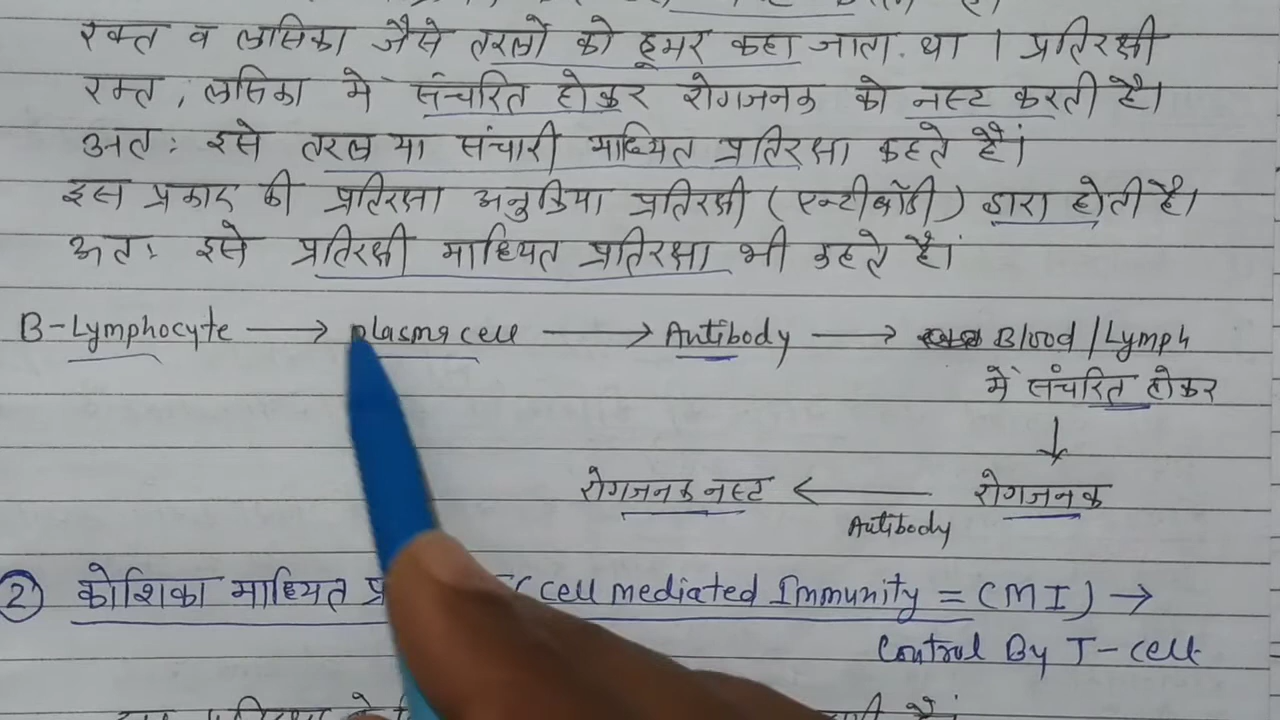 रक्त व लसिका जैसे तरलों को हूमर कहा जाता था । प्रतिरक्षी
रक्त, लसिका में संचरित होकर रोगजनक को नस्ट करती है।
अत: इसे तरल या संचारी माध्यित प्रतिरक्षा कहते हैं।
इस प्रकार की प्रतिरक्षा अनुक्रिया प्रतिरक्षी (एन्टीबॉडी) द्वारा होती है।
अत: इसे प्रतिरक्षी माध्यित प्रतिरक्षा भी कहते है।
B-Lymphocyte → plasma cell → Antibody → Blood/Lymph
में संचरित होकर
↓
रोगजनक नस्ट ← रोगजनक
Antibody
② कोशिका माध्यित (cell mediated Immunity = (MI) →
Control By T-cell